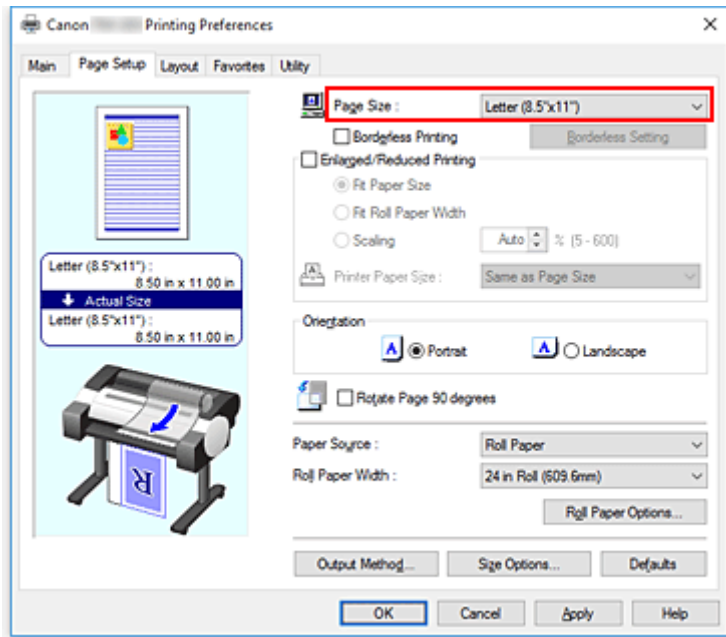 Canon Printing Preferences
Main Page Setup Layout Favorites Utility
Page Size : Letter (8.5"x11")
Borderless Printing Borderless Setting
Enlarged/Reduced Printing
Fit Paper Size
Fit Roll Paper Width
Scaling Auto % (5 - 600)
Printer Paper Size : Same as Page Size
Letter (8.5"x11") :
8.50 in x 11.00 in
Actual Size
Letter (8.5"x11") :
8.50 in x 11.00 in
Orientation
A Portrait A Landscape
Rotate Page 90 degrees
Paper Source : Roll Paper
Roll Paper Width : 24 in Roll (609.6mm)
Roll Paper Options...
R
Output Method... Size Options... Defaults
OK Cancel Apply Help